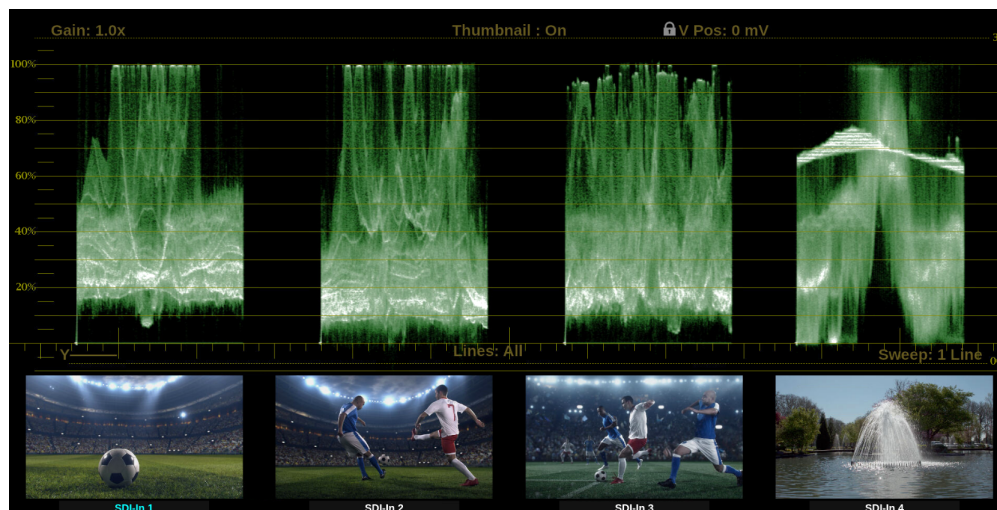 Gain: 1.0x
Thumbnail : On
V Pos: 0 mV
100%
80%
60%
40%
20%
Y
Lines: All
Sweep: 1 Line
7
SDI-In 1
SDI-In 2
SDI-In 3
SDI-In 4